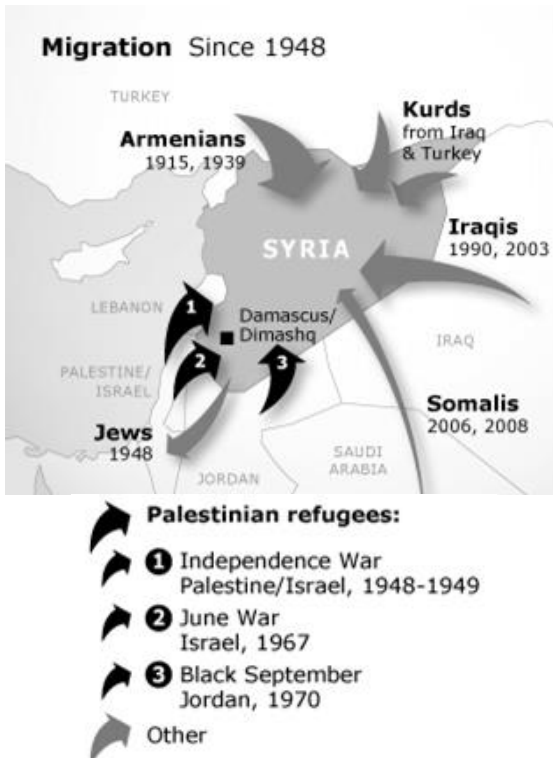 Migration Since 1948
TURKEY
Armenians
1915, 1939
Kurds
from Iraq
& Turkey
SYRIA
Iraqis
1990, 2003
LEBANON
1
Damascus/
Dimashq
IRAQ
PALESTINE/
ISRAEL
2
3
Somalis
2006, 2008
Jews
1948
JORDAN
SAUDI
ARABIA
Palestinian refugees:
1 Independence War
Palestine/Israel, 1948-1949
2 June War
Israel, 1967
3 Black September
Jordan, 1970
Other